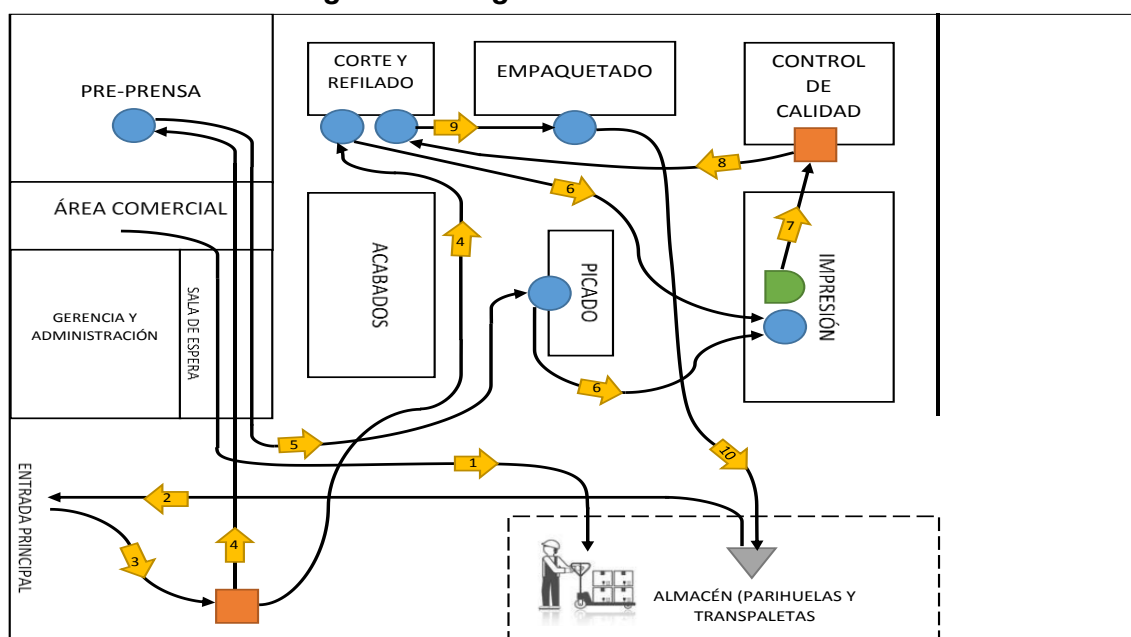 CORTE Y
REFILADO
EMPAQUETADO
CONTROL
DE
CALIDAD
PRE-PRENSA
9
8
6
ÁREA COMERCIAL
4
7
ACABADOS
PICADO
IMPRESIÓN
SALA DE ESPERA
GERENCIA Y
ADMINISTRACIÓN
6
5
1
10
2
ENTRADA PRINCIPAL
4
3
ALMACÉN (PARIHUELAS Y
TRANSPALETAS